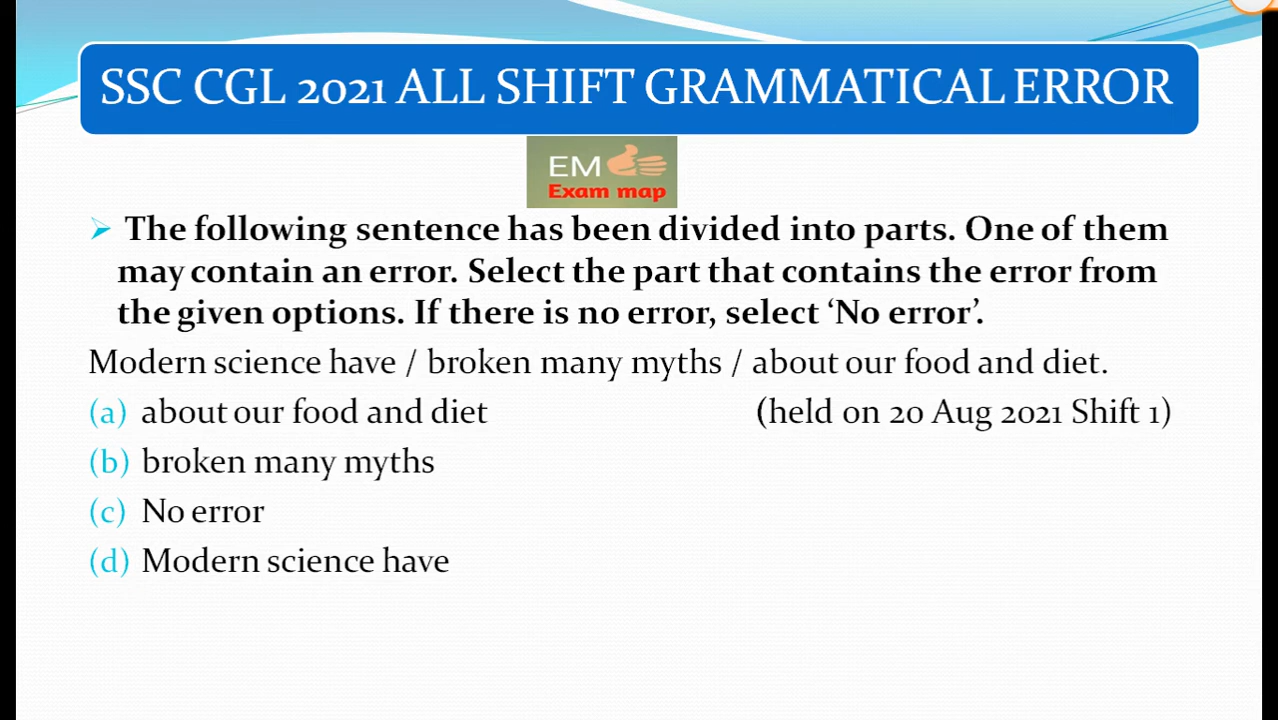 SSC CGL 2021 ALL SHIFT GRAMMATICAL ERROR
EM
Exam map
The following sentence has been divided into parts. One of them
may contain an error. Select the part that contains the error from
the given options. If there is no error, select ‘No error’.
Modern science have / broken many myths / about our food and diet.
(a) about our food and diet (held on 20 Aug 2021 Shift 1)
(b) broken many myths
(c) No error
(d) Modern science have